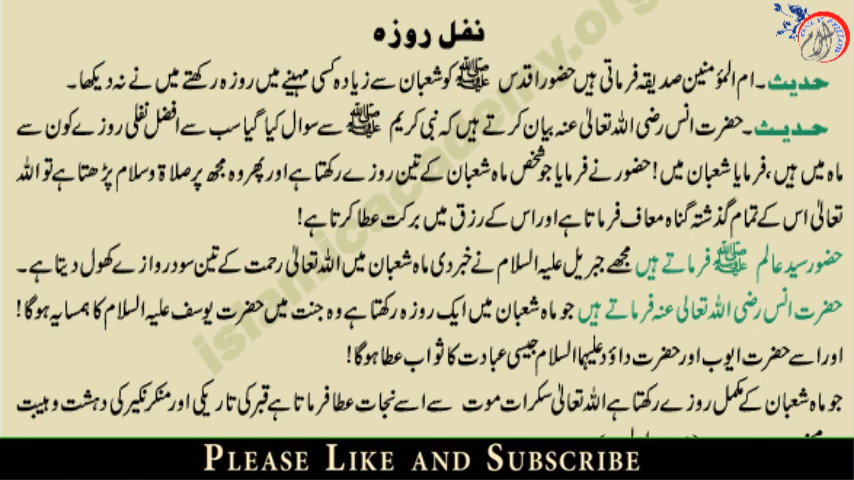 نفل روزہ
حدیث۔ ام المؤمنین صدیقہ فرماتی ہیں حضور اقدس ﷺ کو شعبان سے زیادہ کسی مہینے میں روزہ رکھتے میں نے نہ دیکھا۔
حدیث۔ حضرت انس رضی اللہ تعالیٰ عنہ بیان کرتے ہیں کہ نبی کریم ﷺ سے سوال کیا گیا سب سے افضل نفلی روزے کون سے
ماہ میں ہیں، فرمایا شعبان میں! حضور نے فرمایا جو شخص ماہ شعبان کے تین روزے رکھتا ہے اور پھر وہ مجھ پر صلاۃ وسلام پڑھتا ہے تو اللہ
تعالیٰ اس کے تمام گذشتہ گناہ معاف فرماتا ہے اور اس کے رزق میں برکت عطا کرتا ہے!
حضور سید عالم ﷺ فرماتے ہیں مجھے جبریل علیہ السلام نے خبر دی ماہ شعبان میں اللہ تعالیٰ رحمت کے تین سو دروازے کھول دیتا ہے۔
حضرت انس رضی اللہ تعالیٰ عنہ فرماتے ہیں جو ماہ شعبان میں ایک روزہ رکھتا ہے وہ جنت میں حضرت یوسف علیہ السلام کا ہمسایہ ہوگا!
اور اسے حضرت ایوب اور حضرت داؤد علیہما السلام جیسی عبادت کا ثواب عطا ہوگا!
جو ماہ شعبان کے مکمل روزے رکھتا ہے اللہ تعالیٰ سکرات موت سے اسے نجات عطا فرماتا ہے قبر کی تاریکی اور منکر نکیر کی دہشت و ہیبت
islamicacademy.org
PLEASE LIKE AND SUBSCRIBE